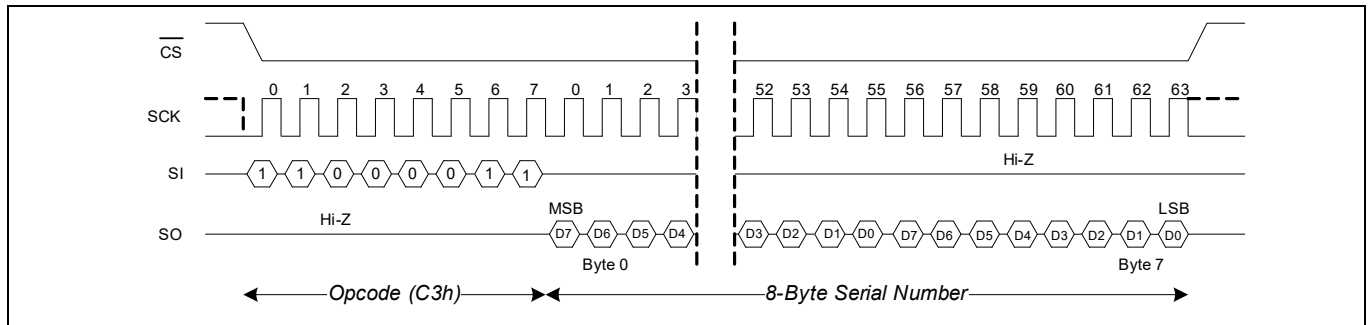 CS
0 1 2 3 4 5 6 7 0 1 2 3 52 53 54 55 56 57 58 59 60 61 62 63
SCK
Hi-Z
SI 1 1 0 0 0 0 1 1
Hi-Z MSB LSB
SO D7 D6 D5 D4 D3 D2 D1 D0 D7 D6 D5 D4 D3 D2 D1 D0
Byte 0 Byte 7
Opcode (C3h) 8-Byte Serial Number